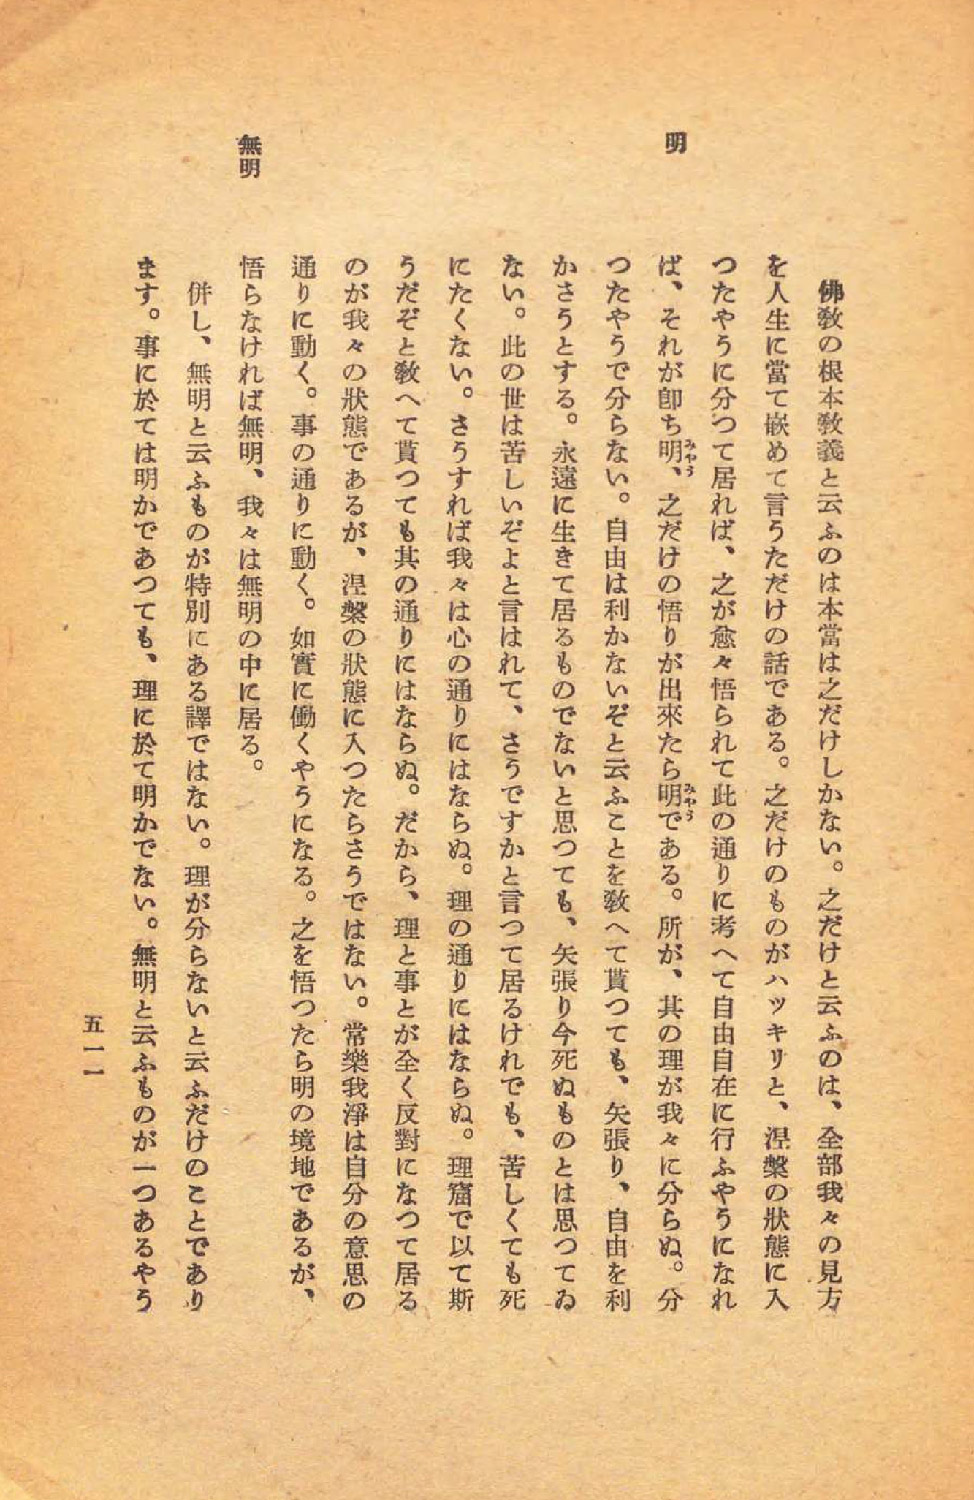 明
無明
佛敎の根本敎義と云ふのは本當は之だけしかない。之だけと云ふのは、全部我々の見方
を人生に當て嵌めて言うただけの話である。之だけのものがハッキリと、涅槃の狀態に入
つたやうに分つて居れば、之が愈々悟られて此の通りに考へて自由自在に行ふやうになれ
ば、それが卽ち明みやう、之だけの悟りが出來たら明みやうである。所が、其の理が我々に分らぬ。分
つたやうで分らない。自由は利かないぞと云ふことを敎へて貰つても、矢張り、自由を利
かさうとする。永遠に生きて居るものでないと思つても、矢張り今死ぬものとは思つてゐ
ない。此の世は苦しいぞよと言はれて、さうですかと言つて居るけれでも、苦しくても死
にたくない。さうすれば我々は心の通りにはならぬ。理の通りにはならぬ。理窟で以て斯
うだぞと敎へて貰つても其の通りにはならぬ。だから、理と事とが全く反對になつて居る
のが我々の狀態であるが、涅槃の狀態に入つたらさうではない。常樂我淨は自分の意思の
通りに動く。事の通りに動く。如實に働くやうになる。之を悟つたら明の境地であるが、
悟らなければ無明、我々は無明の中に居る。
併し、無明と云ふものが特別にある譯ではない。理が分らないと云ふだけのことであり
ます。事に於ては明かであつても、理に於て明かでない。無明と云ふものが一つあるやう
五一一